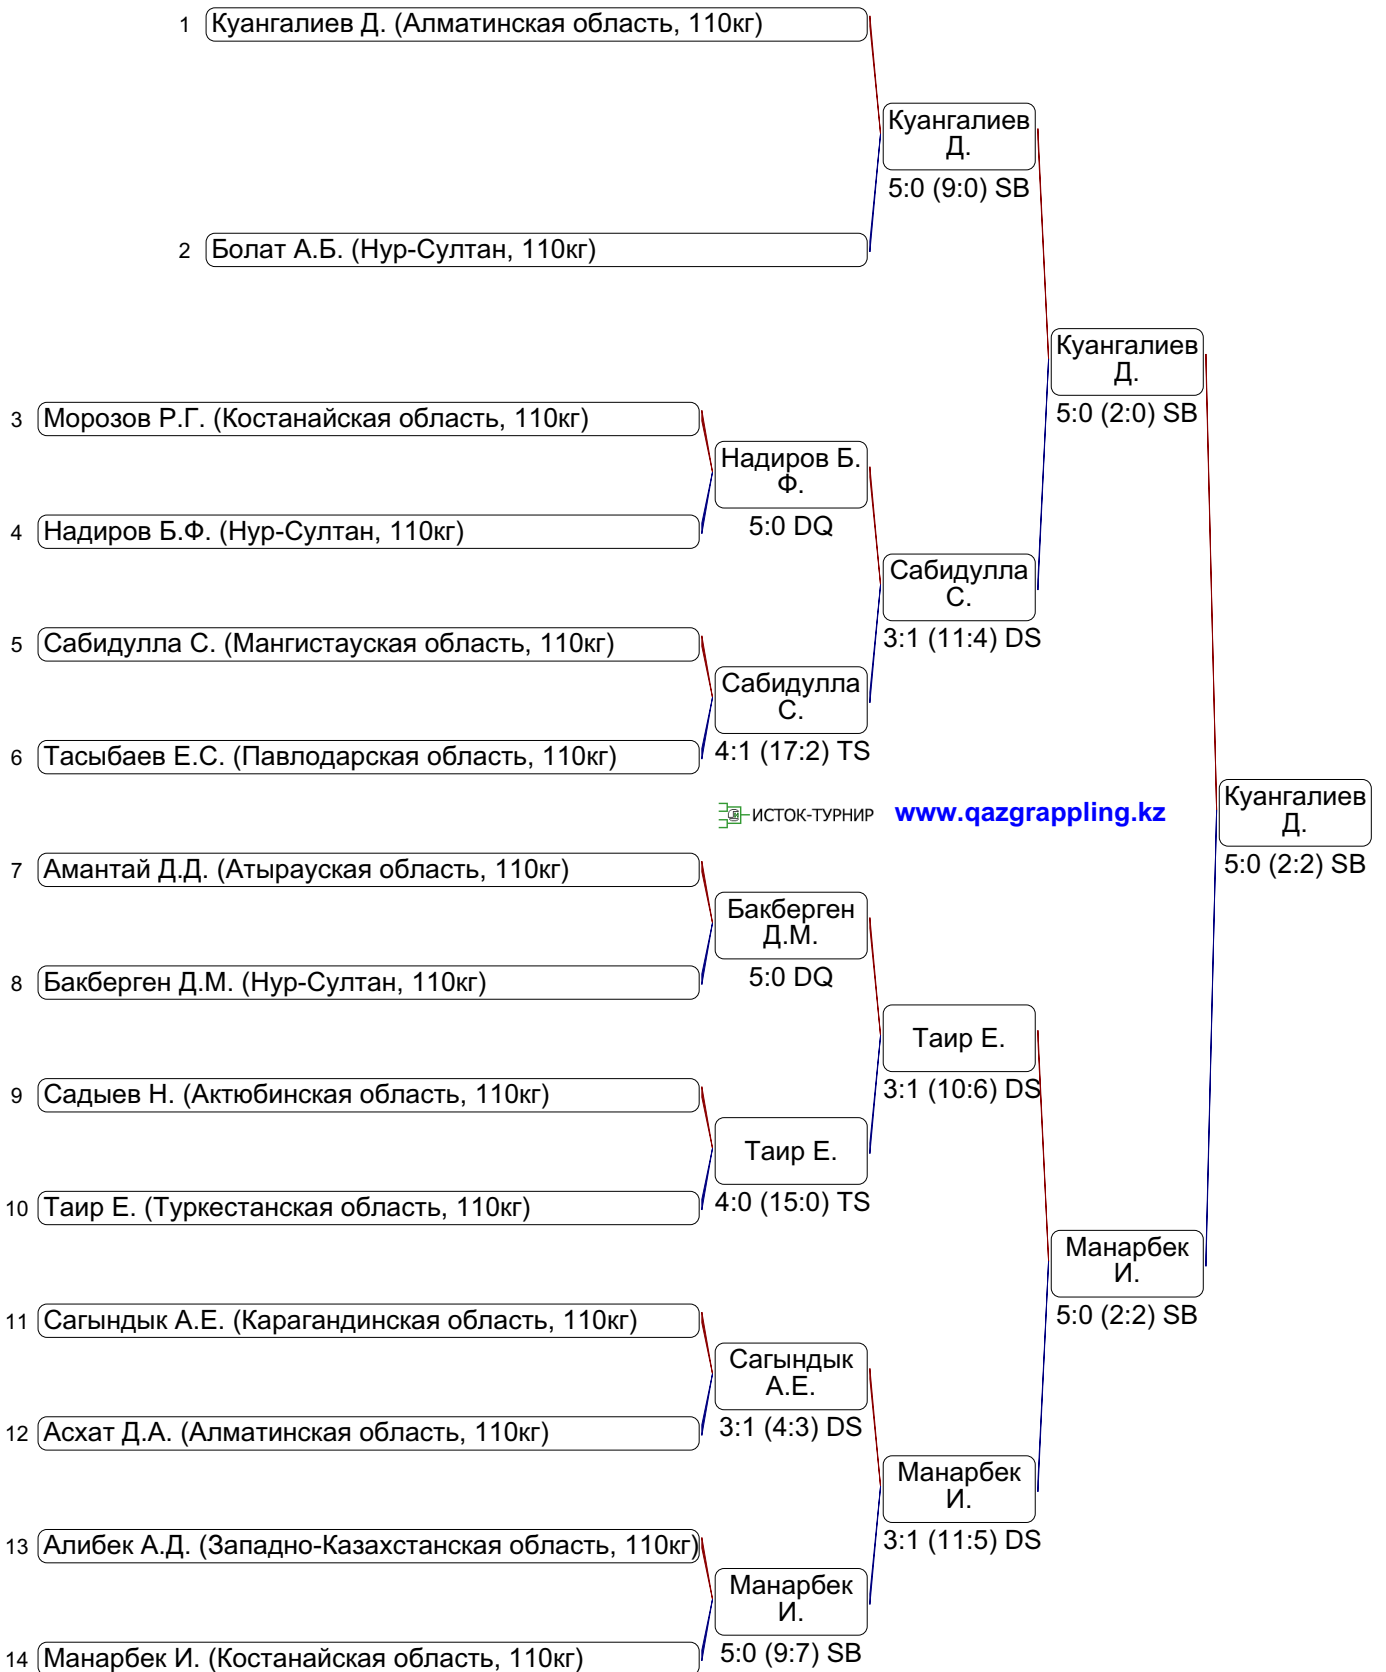 1 Куангалиев Д. (Алматинская область, 110кг)
Куангалиев
Д.
5:0 (9:0) SB
2 Болат А.Б. (Нур-Султан, 110кг)
Куангалиев
Д.
5:0 (2:0) SB
3 Морозов Р.Г. (Костанайская область, 110кг)
Надиров Б.
Ф.
5:0 DQ
4 Надиров Б.Ф. (Нур-Султан, 110кг)
Сабидулла
С.
3:1 (11:4) DS
5 Сабидулла С. (Мангистауская область, 110кг)
Сабидулла
С.
4:1 (17:2) TS
6 Тасыбаев Е.С. (Павлодарская область, 110кг)
ИСТОК-ТУРНИР www.qazgrappling.kz
Куангалиев
Д.
5:0 (2:2) SB
7 Амантай Д.Д. (Атырауская область, 110кг)
Бакберген
Д.М.
5:0 DQ
8 Бакберген Д.М. (Нур-Султан, 110кг)
Таир Е.
3:1 (10:6) DS
9 Садыев Н. (Актюбинская область, 110кг)
Таир Е.
4:0 (15:0) TS
10 Таир Е. (Туркестанская область, 110кг)
Манарбек
И.
5:0 (2:2) SB
11 Сагындык А.Е. (Карагандинская область, 110кг)
Сагындык
А.Е.
3:1 (4:3) DS
12 Асхат Д.А. (Алматинская область, 110кг)
Манарбек
И.
3:1 (11:5) DS
13 Алибек А.Д. (Западно-Казахстанская область, 110кг)
Манарбек
И.
5:0 (9:7) SB
14 Манарбек И. (Костанайская область, 110кг)